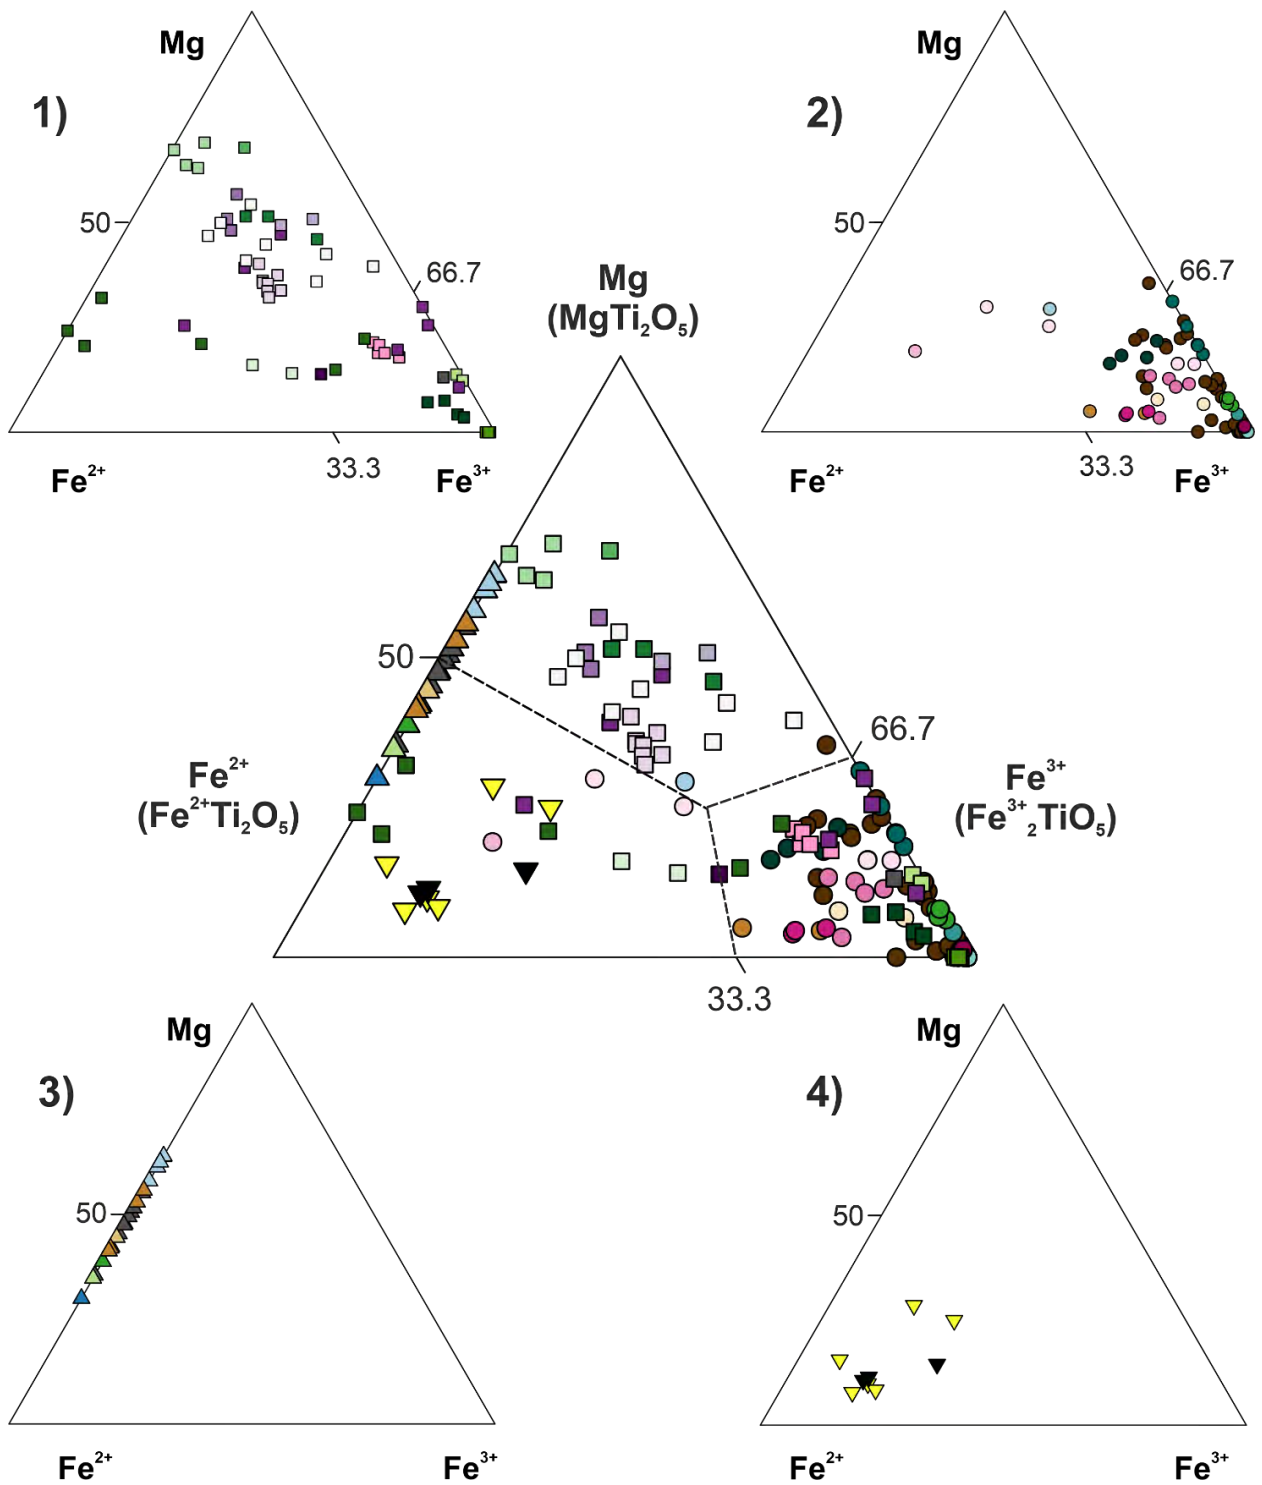 Mg
1)
50
66.7
33.3
Fe²⁺
Fe³⁺
Mg
2)
50
66.7
33.3
Fe²⁺
Fe³⁺
Mg
(MgTi₂O₅)
50
66.7
Fe²⁺
(Fe²⁺Ti₂O₅)
Fe³⁺
(Fe³⁺₂TiO₅)
33.3
Mg
3)
50
Fe²⁺
Fe³⁺
Mg
4)
50
Fe²⁺
Fe³⁺